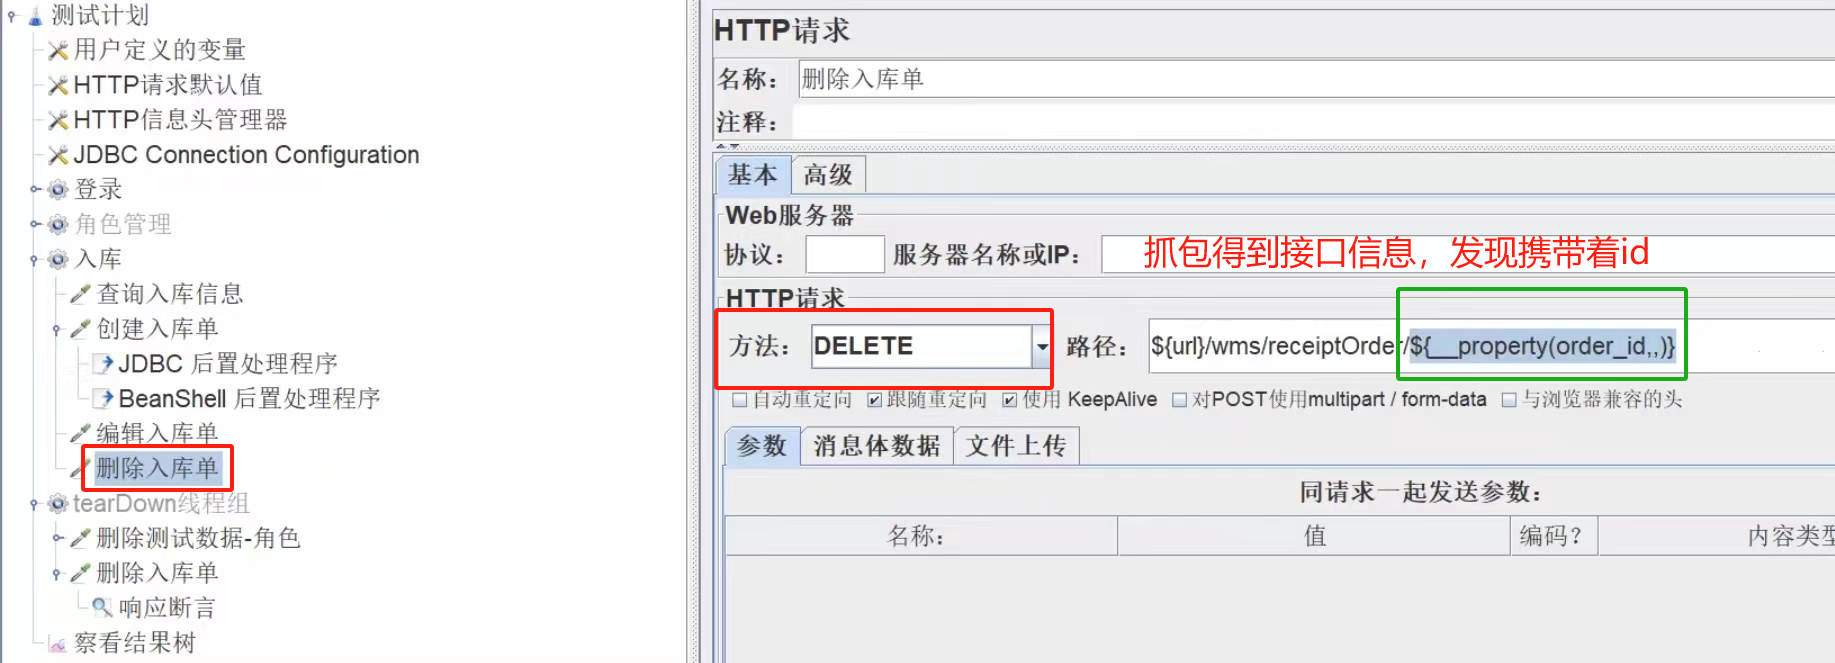 测试计划
用户定义的变量
HTTP请求默认值
HTTP信息头管理器
JDBC Connection Configuration
登录
角色管理
入库
查询入库信息
创建入库单
JDBC 后置处理程序
BeanShell 后置处理程序
编辑入库单
删除入库单
tearDown线程组
删除测试数据-角色
删除入库单
响应断言
察看结果树
HTTP请求
名称： 删除入库单
注释：
基本 高级
Web服务器
协议： 服务器名称或IP： 抓包得到接口信息，发现携带着id
HTTP请求
方法： DELETE 路径： ${url}/wms/receiptOrder/${__property(order_id,,)}
自动重定向 跟随重定向 使用 KeepAlive 对POST使用multipart / form-data 与浏览器兼容的头
参数 消息体数据 文件上传
同请求一起发送参数：
名称： 值 编码？ 内容类型